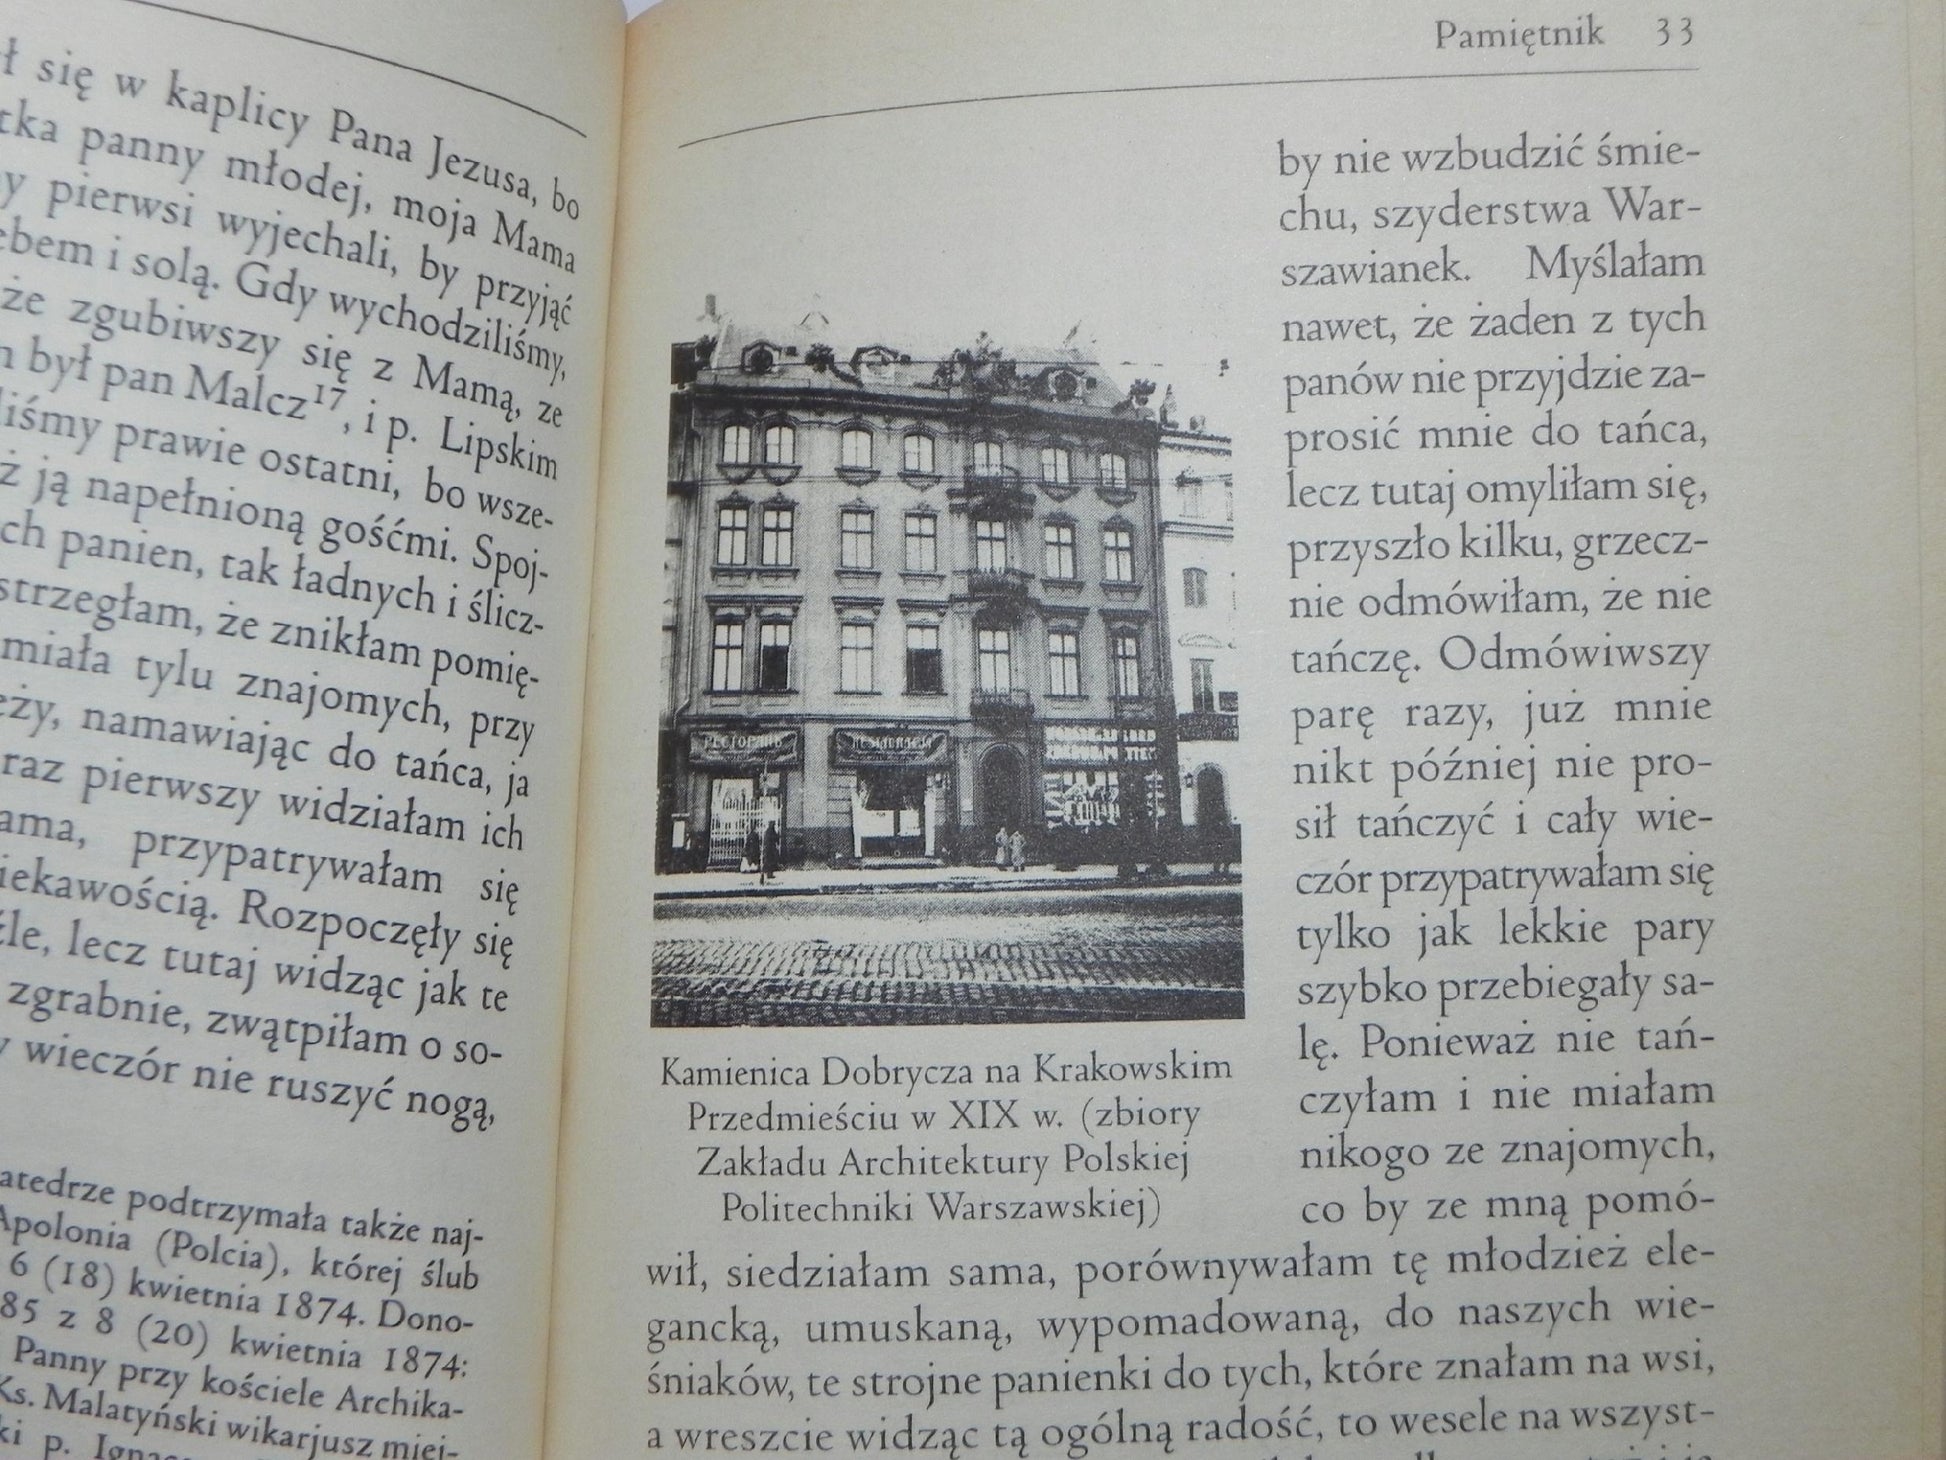 ł się w kaplicy Pana Jezusa, bo
tka panny młodej, moja Mama
y pierwsi wyjechali, by przyjąć
ebem i solą. Gdy wychodziliśmy,
że zgubiwszy się z Mamą, ze
n był pan Malcz17, i p. Lipskim
liśmy prawie ostatni, bo wsze-
ż ją napełnioną gośćmi. Spoj-
ch panien, tak ładnych i ślicz-
strzegłam, że znikłam pomię-
miała tylu znajomych, przy
eży, namawiając do tańca, ja
raz pierwszy widziałam ich
ama, przypatrywałam się
iekawością. Rozpoczęły się
źle, lecz tutaj widząc jak te
zgrabnie, zwątpiłam o so-
y wieczór nie ruszyć nogą,
atedrze podtrzymała także naj-
Apolonia (Polcia), której ślub
6 (18) kwietnia 1874. Dono-
85 z 8 (20) kwietnia 1874:
Panny przy kościele Archika-
Ks. Malatyński wikarjusz miej-
ki p.
Pamiętnik 33
RESTAURACJA
Kamienica Dobrycza na Krakowskim
Przedmieściu w XIX w. (zbiory
Zakładu Architektury Polskiej
Politechniki Warszawskiej)
by nie wzbudzić śmie-
chu, szyderstwa War-
szawianek. Myślałam
nawet, że żaden z tych
panów nie przyjdzie za-
prosić mnie do tańca,
lecz tutaj omyliłam się,
przyszło kilku, grzecz-
nie odmówiłam, że nie
tańczę. Odmówiwszy
parę razy, już mnie
nikt później nie pro-
sił tańczyć i cały wie-
czór przypatrywałam się
tylko jak lekkie pary
szybko przebiegały sa-
lę. Ponieważ nie tań-
czyłam i nie miałam
nikogo ze znajomych,
co by ze mną pomó-
wił, siedziałam sama, porównywałam tę młodzież ele-
gancką, umuskaną, wypomadowaną, do naszych wie-
śniaków, te strojne panienki do tych, które znałam na wsi,
a wreszcie widząc tą ogólną radość, to wesele na wszyst-